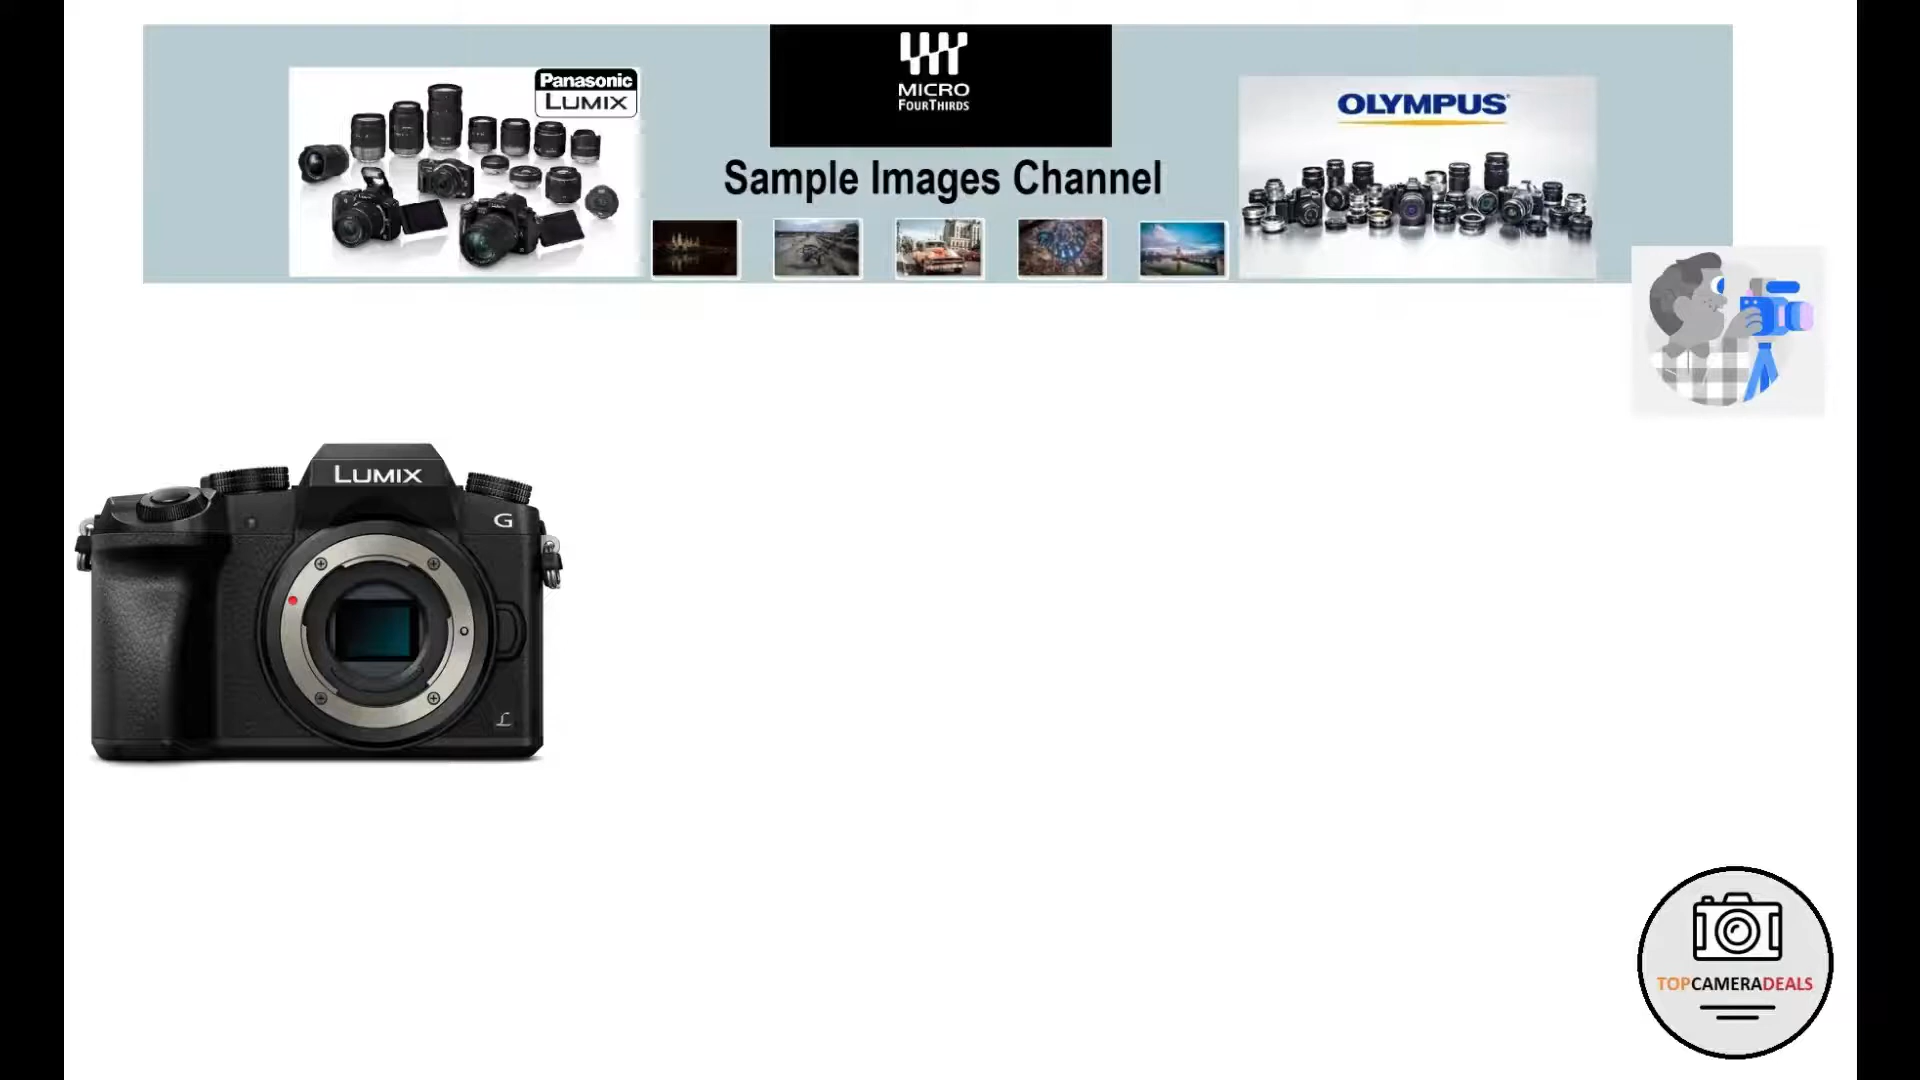 Panasonic
LUMIX
MICRO
FOURTHIRDS
OLYMPUS
Sample Images Channel
LUMIX
G
L
TOPCAMERADEALS